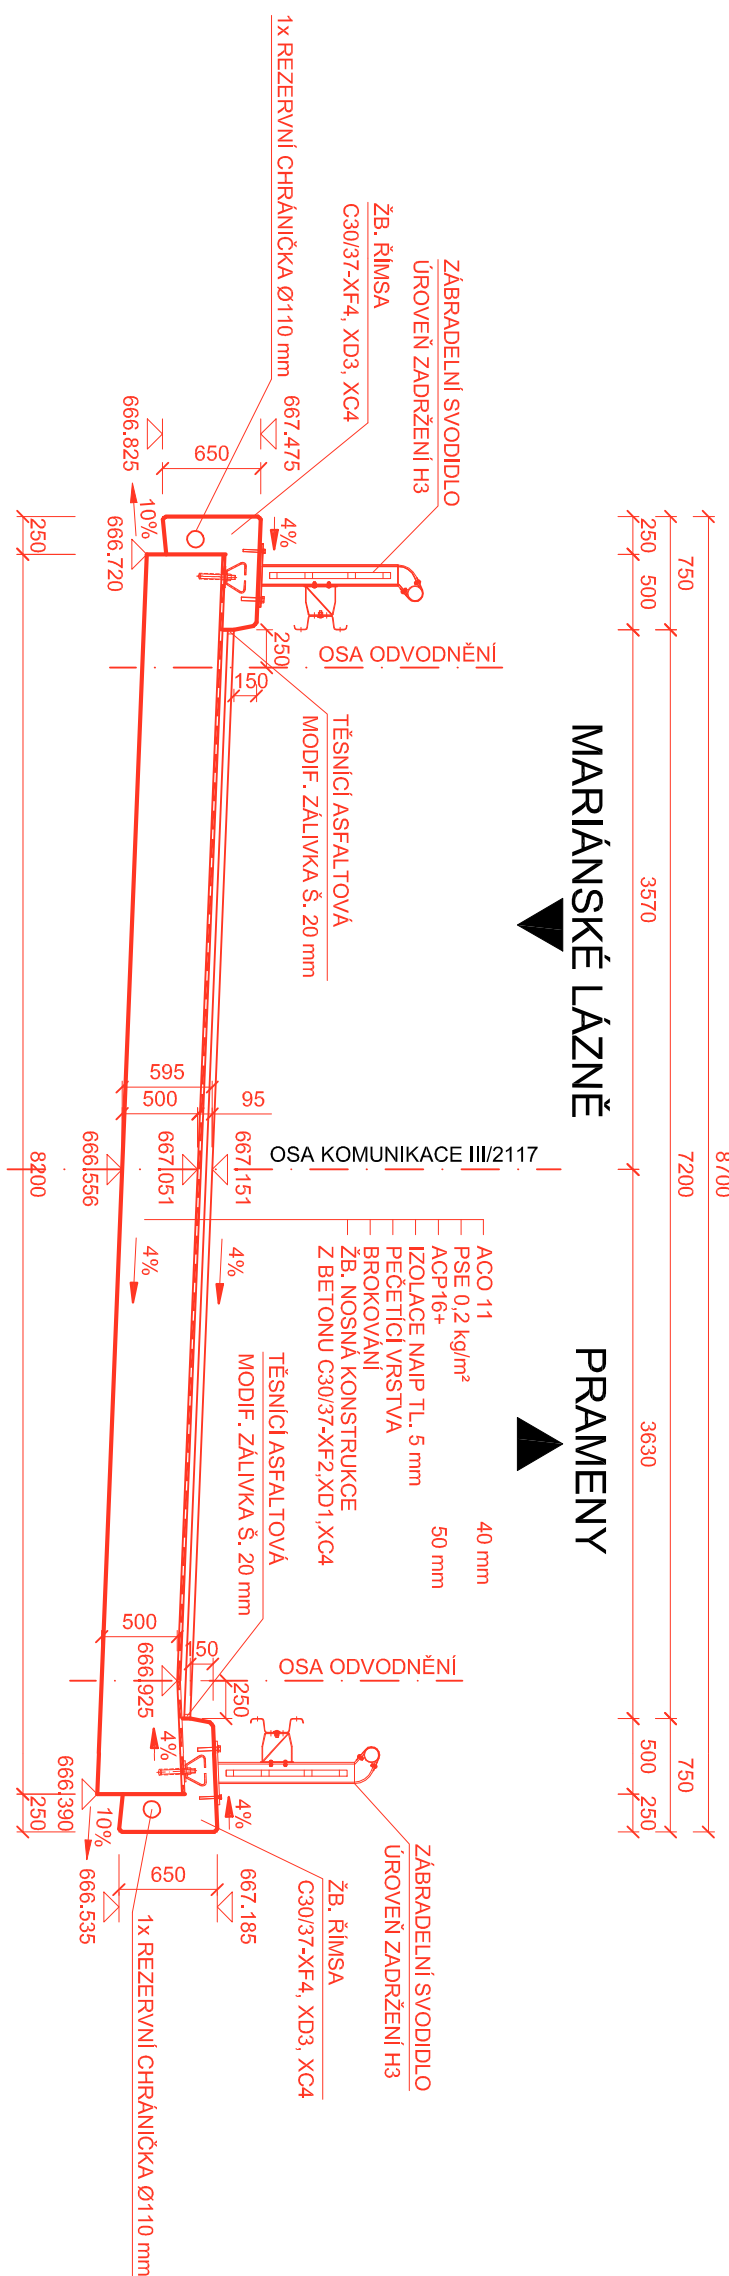 8700
750
7200
750
250
500
3570
3630
500
250
MARIÁNSKÉ LÁZNĚ
PRAMENY
ZÁBRADELNÍ SVODIDLO
ÚROVEŇ ZADRŽENÍ H3
ŽB. ŘÍMSA
C30/37-XF4, XD3, XC4
1x REZERVNÍ CHRÁNIČKA Ø110 mm
667.475
650
666.825
4%
10%
666.720
250
OSA ODVODNĚNÍ
250
150
TĚSNÍCÍ ASFALTOVÁ
MODIF. ZÁLIVKA Š. 20 mm
OSA KOMUNIKACE III/2117
95
595
500
667.151
667.051
666.556
8200
4%
4%
ACO 11 40 mm
PSE 0,2 kg/m²
ACP16+ 50 mm
IZOLACE NAIP TL. 5 mm
PEČETÍCÍ VRSTVA
BROKOVÁNÍ
ŽB. NOSNÁ KONSTRUKCE
Z BETONU C30/37-XF2,XD1,XC4
TĚSNÍCÍ ASFALTOVÁ
MODIF. ZÁLIVKA Š. 20 mm
OSA ODVODNĚNÍ
500
150
250
666.925
4%
4%
666.390
10%
250
ZÁBRADELNÍ SVODIDLO
ÚROVEŇ ZADRŽENÍ H3
ŽB. ŘÍMSA
C30/37-XF4, XD3, XC4
667.185
650
666.535
1x REZERVNÍ CHRÁNIČKA Ø110 mm